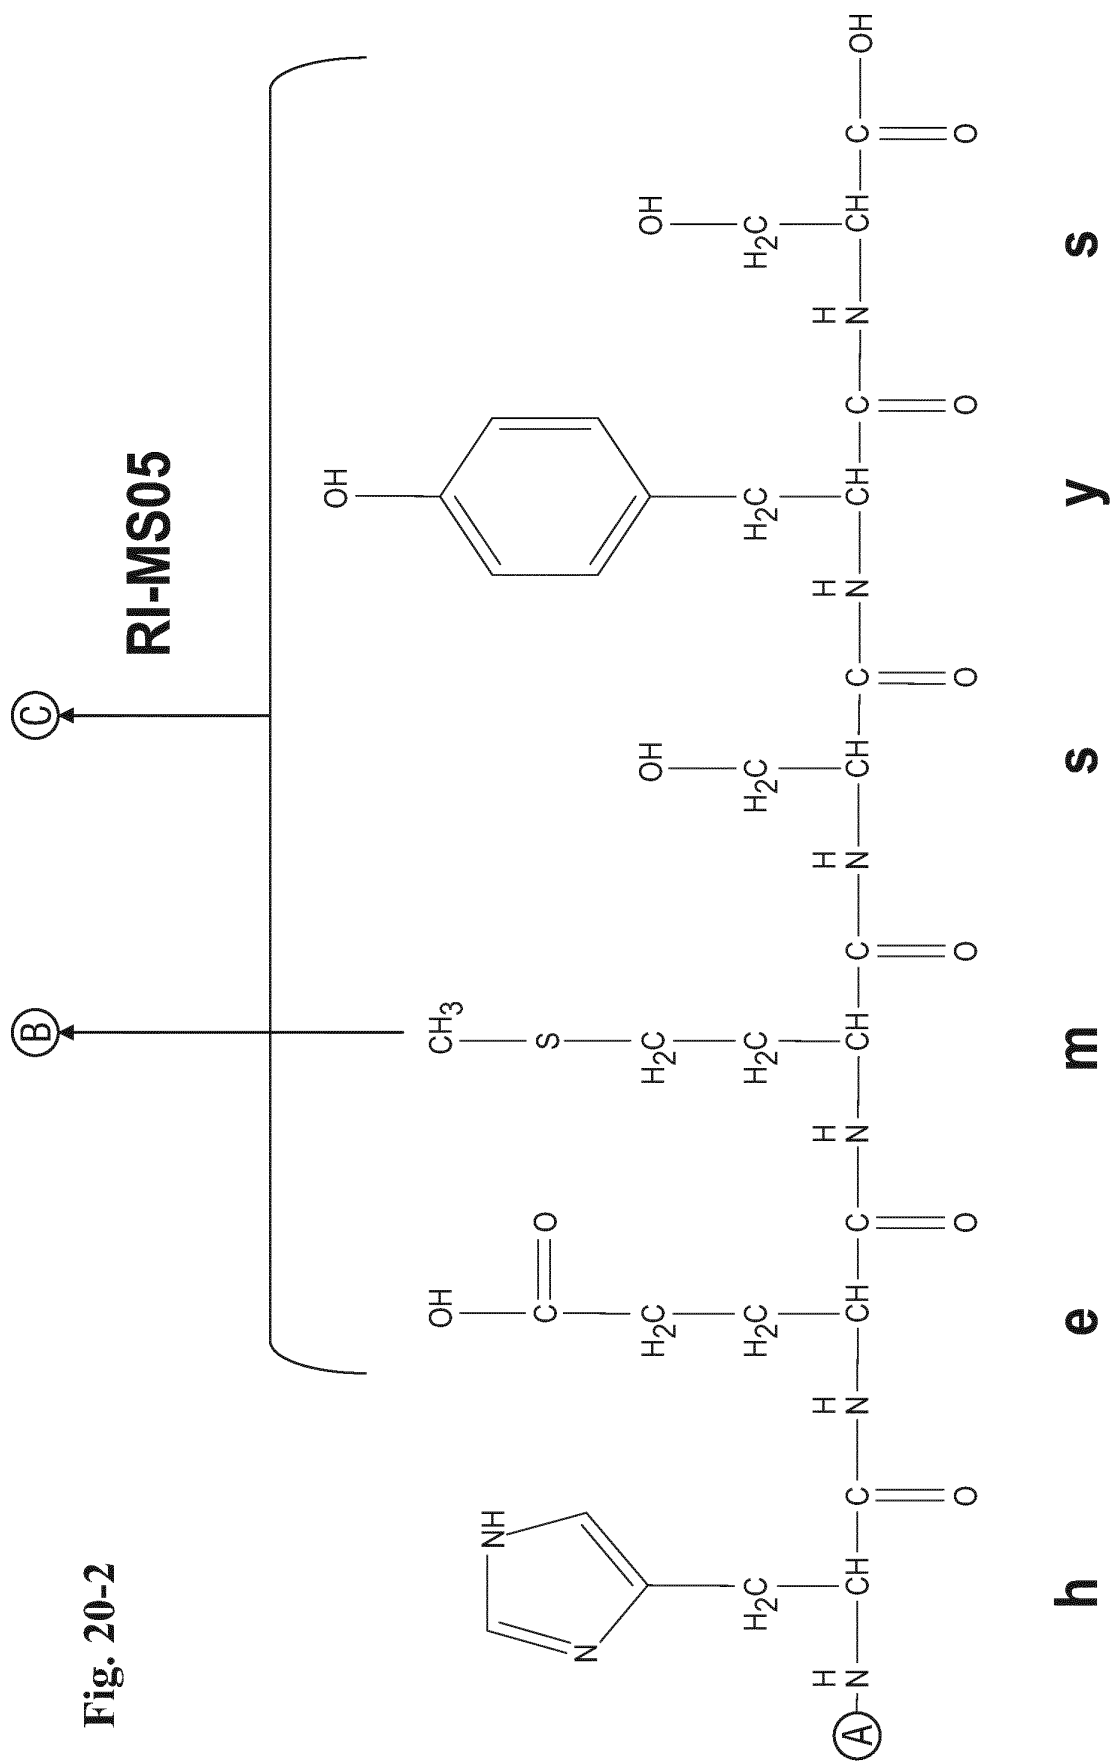 B C
Fig. 20-2
RI-MS05
OH
OH CH3
NH
C O S
N
H2C H2C OH OH
H2C H2C H2C H2C H2C H2C
H H H H H H
A N CH C N CH C N CH C N CH C N CH C N CH C OH
O O O O O O
h e m s y s